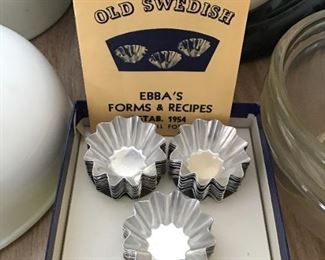 OLD SWEDISH
EBBA'S
FORMS & RECIPES
ESTAB. 1954